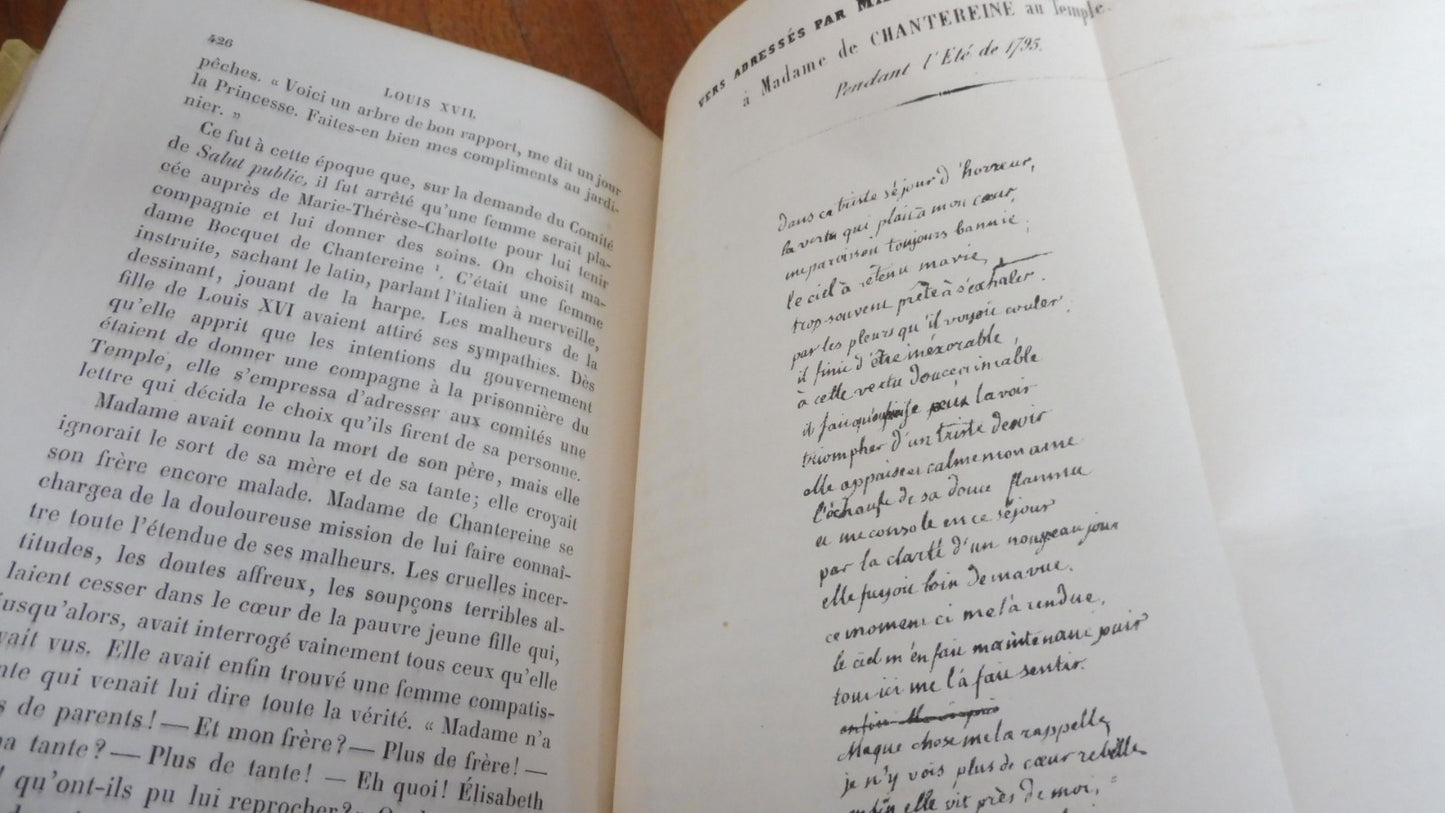 426
LOUIS XVII.
pêches. « Voici un arbre de bon rapport, me dit un jour
la Princesse. Faites-en bien mes compliments au jardi-
nier. »
Ce fut à cette époque que, sur la demande du Comité
de Salut public, il fut arrêté qu'une femme serait pla-
cée auprès de Marie-Thérèse-Charlotte pour lui tenir
compagnie et lui donner des soins. On choisit ma-
dame Bocquet de Chantereine ¹. C'était une femme
instruite, sachant le latin, parlant l'italien à merveille,
dessinant, jouant de la harpe. Les malheurs de la
fille de Louis XVI avaient attiré ses sympathies. Dès
qu'elle apprit que les intentions du gouvernement
étaient de donner une compagne à la prisonnière du
Temple, elle s'empressa d'adresser aux comités une
lettre qui décida le choix qu'ils firent de sa personne.
Madame avait connu la mort de son père, mais elle
ignorait le sort de sa mère et de sa tante; elle croyait
son frère encore malade. Madame de Chantereine se
chargea de la douloureuse mission de lui faire connaî-
tre toute l'étendue de ses malheurs. Les cruelles incer-
titudes, les doutes affreux, les soupçons terribles al-
laient cesser dans le cœur de la pauvre jeune fille qui,
jusqu'alors, avait interrogé vainement tous ceux qu'elle
vait vus. Elle avait enfin trouvé une femme compatis-
nte qui venait lui dire toute la vérité. « Madame n'a
s de parents! — Et mon frère? — Plus de frère! —
a tante? — Plus de tante! — Eh quoi! Élisabeth
! qu'ont-ils pu lui reprocher?
VERS ADRESSÉS PAR
à Madame de CHANTEREINE au Temple.
Pendant l'Eté de 1795.
dans ca triste séjour d'horreur,
la vertu qui plait à mon cœur,
me paroisoit toujours bannie;
le ciel à retenu ma vie,
trop souvent prête à s'exhaler.
par les pleurs qu'il voyoit couler,
il finit d'être inéxorable;
à cette vertu douce et aimable
il fait que je peux la voir
triompher d'un triste devoir
elle appaise et calme mon ame
l'échaufe de sa douce flamme
et me console en ce séjour
par la clarté d'un nouveau jour
elle fuyoit loin de ma vue.
ce moment ci me l'a rendue,
le ciel m'en fait maintenant jouir
tout ici me l'a fait sentir.
enfin
chaque chose me la rappelle,
je n'y vois plus de cœur rebelle
enfin elle vit près de moi,